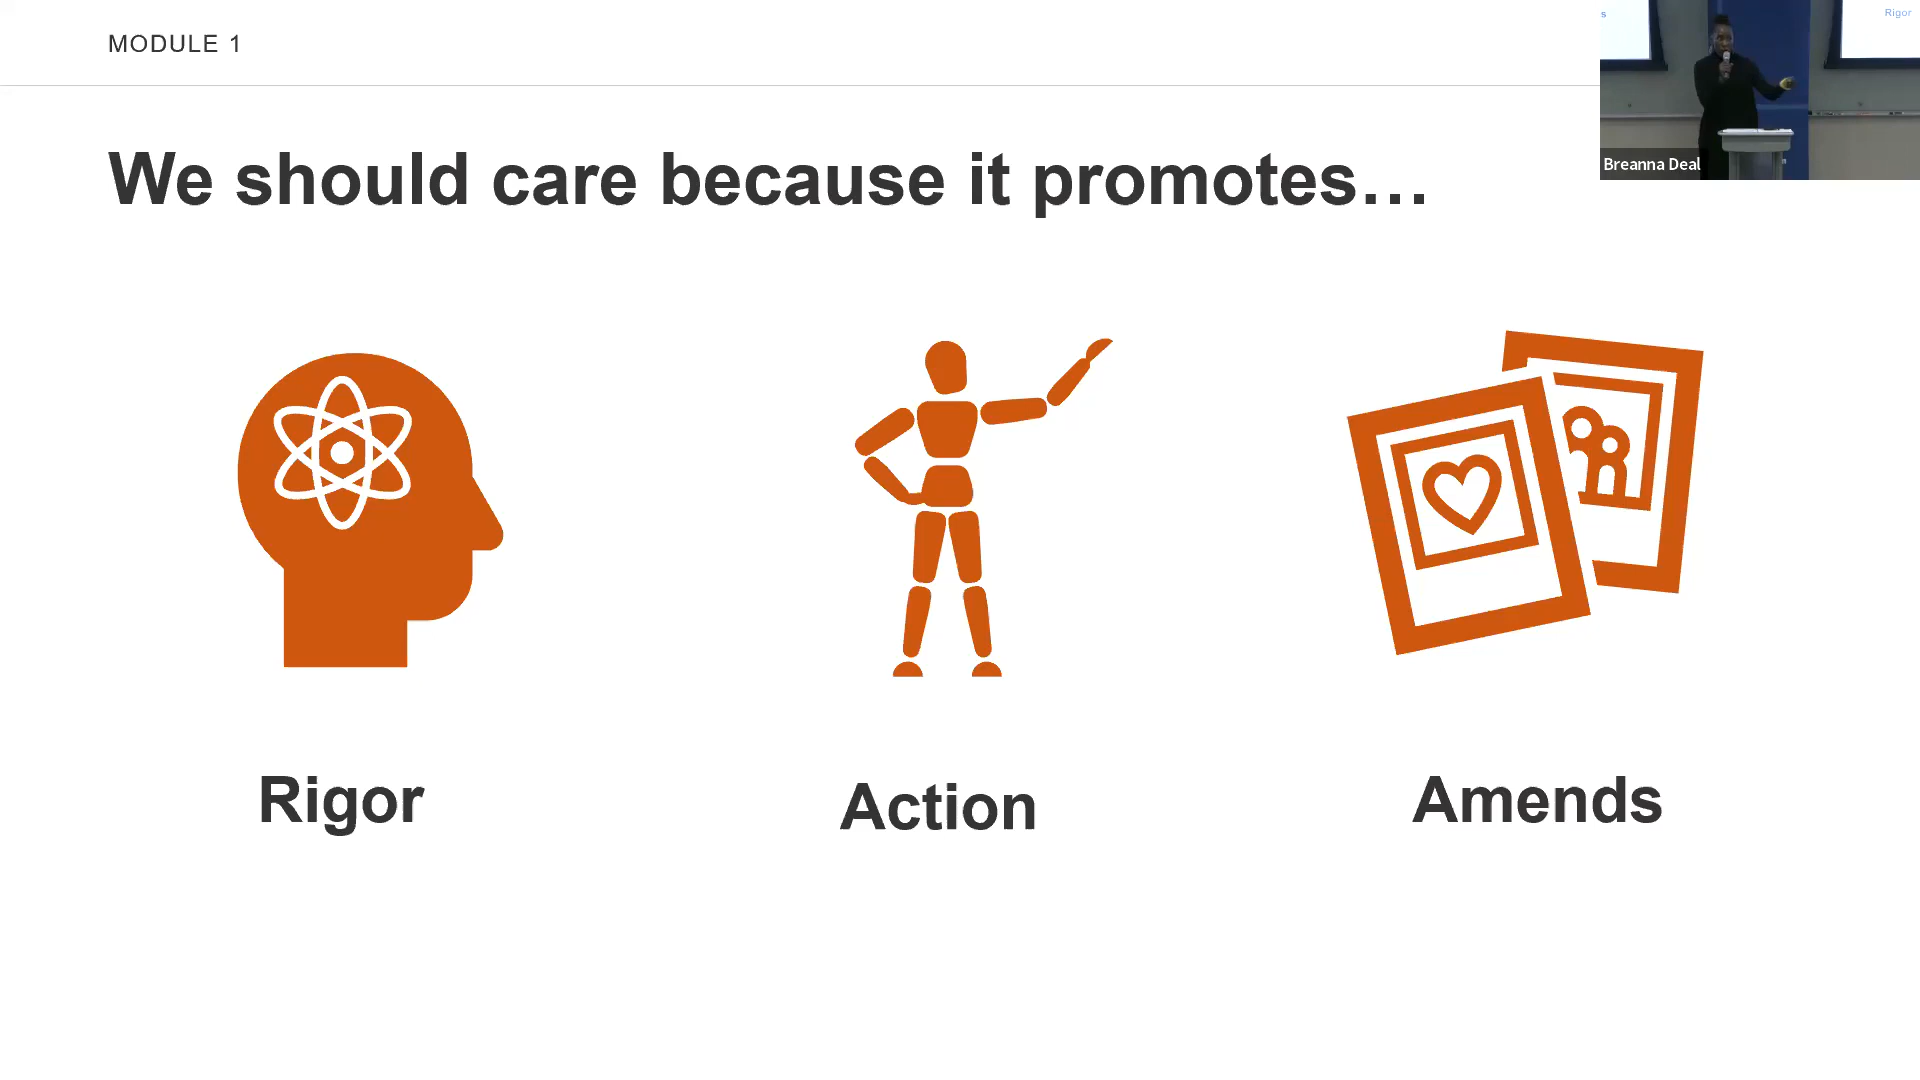 MODULE 1
s
Rigor
Breanna Deal
We should care because it promotes…
Rigor
Action
Amends